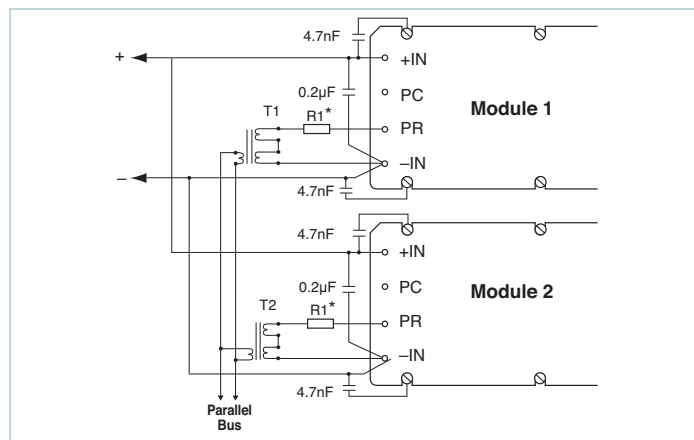 4.7nF
+
+IN
0.2µF
PC
Module 1
T1
R1*
PR
–IN
–
4.7nF
4.7nF
+IN
0.2µF
PC
Module 2
T2
R1*
PR
–IN
4.7nF
Parallel
Bus